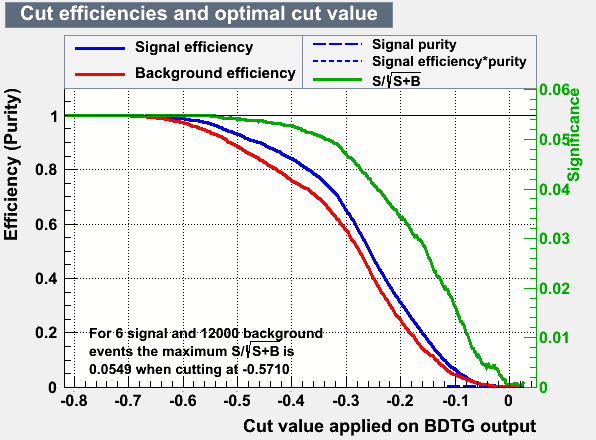 Cut efficiencies and optimal cut value
Signal efficiency
Background efficiency
Signal purity
Signal efficiency*purity
S/√S+B
Efficiency (Purity)
1
0.8
0.6
0.4
0.2
0
0.06
0.05
0.04
0.03
0.02
0.01
0
Significance
For 6 signal and 12000 background
events the maximum S/√S+B is
0.0549 when cutting at -0.5710
-0.8 -0.7 -0.6 -0.5 -0.4 -0.3 -0.2 -0.1 0
Cut value applied on BDTG output